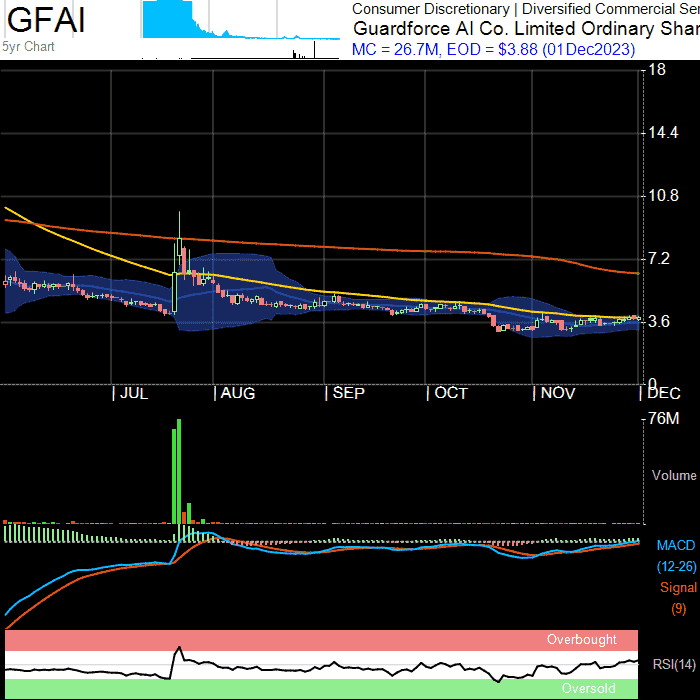 GFAI
5yr Chart
Consumer Discretionary | Diversified Commercial Ser
Guardforce AI Co. Limited Ordinary Shar
MC = 26.7M, EOD = $3.88 (01Dec2023)
18
14.4
10.8
7.2
3.6
0
| JUL
| AUG
| SEP
| OCT
| NOV
| DEC
76M
Volume
MACD
(12-26)
Signal
(9)
Overbought
RSI(14)
Oversold